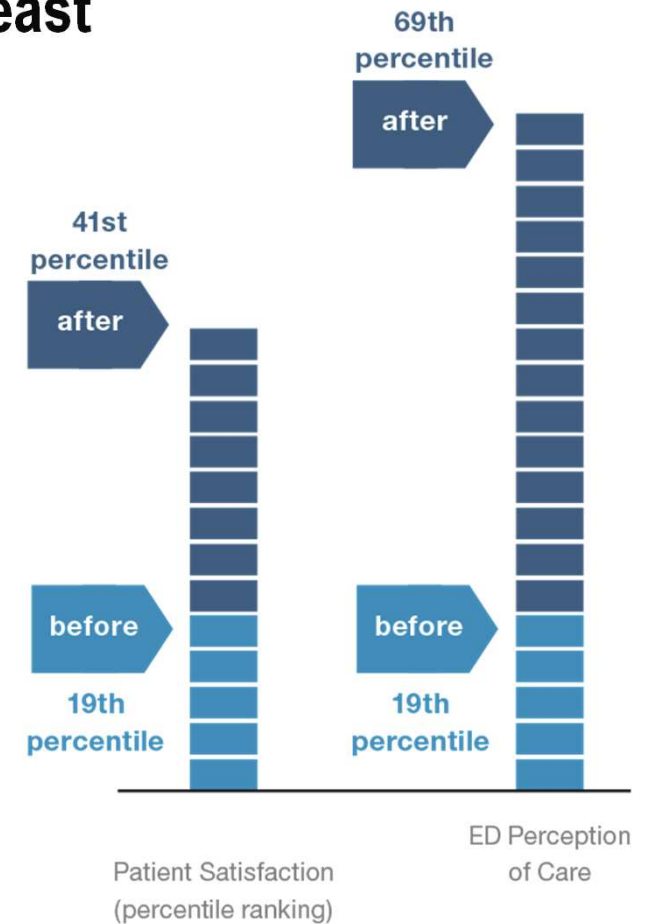 east
69th
percentile
after
41st
percentile
after
before
19th
percentile
before
19th
percentile
ED Perception
of Care
Patient Satisfaction
(percentile ranking)